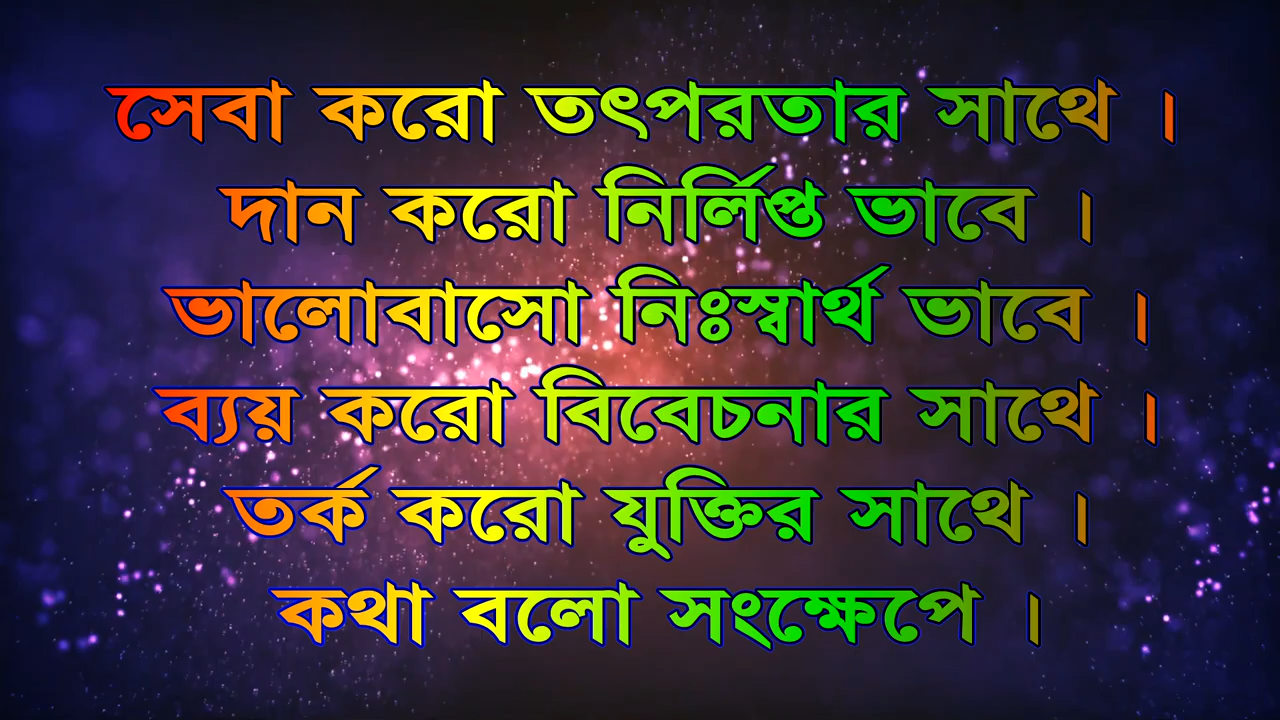 সেবা করো তৎপরতার সাথে ।
দান করো নির্লিপ্ত ভাবে ।
ভালোবাসো নিঃস্বার্থ ভাবে ।
ব্যয় করো বিবেচনার সাথে ।
তর্ক করো যুক্তির সাথে ।
কথা বলো সংক্ষেপে ।